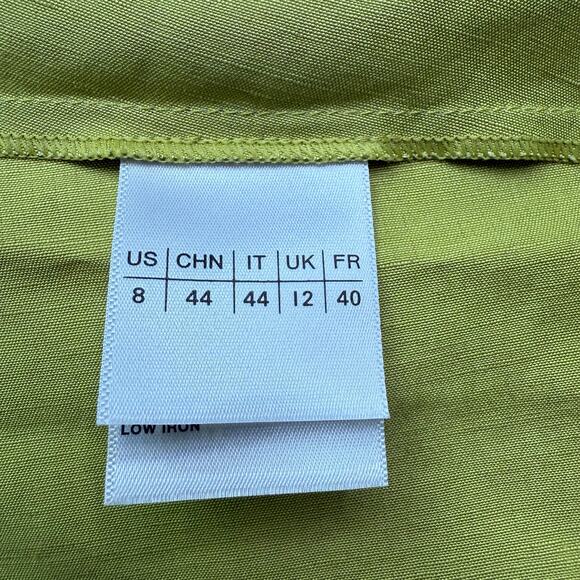 US CHN IT UK FR
8 44 44 12 40
LOW IRON